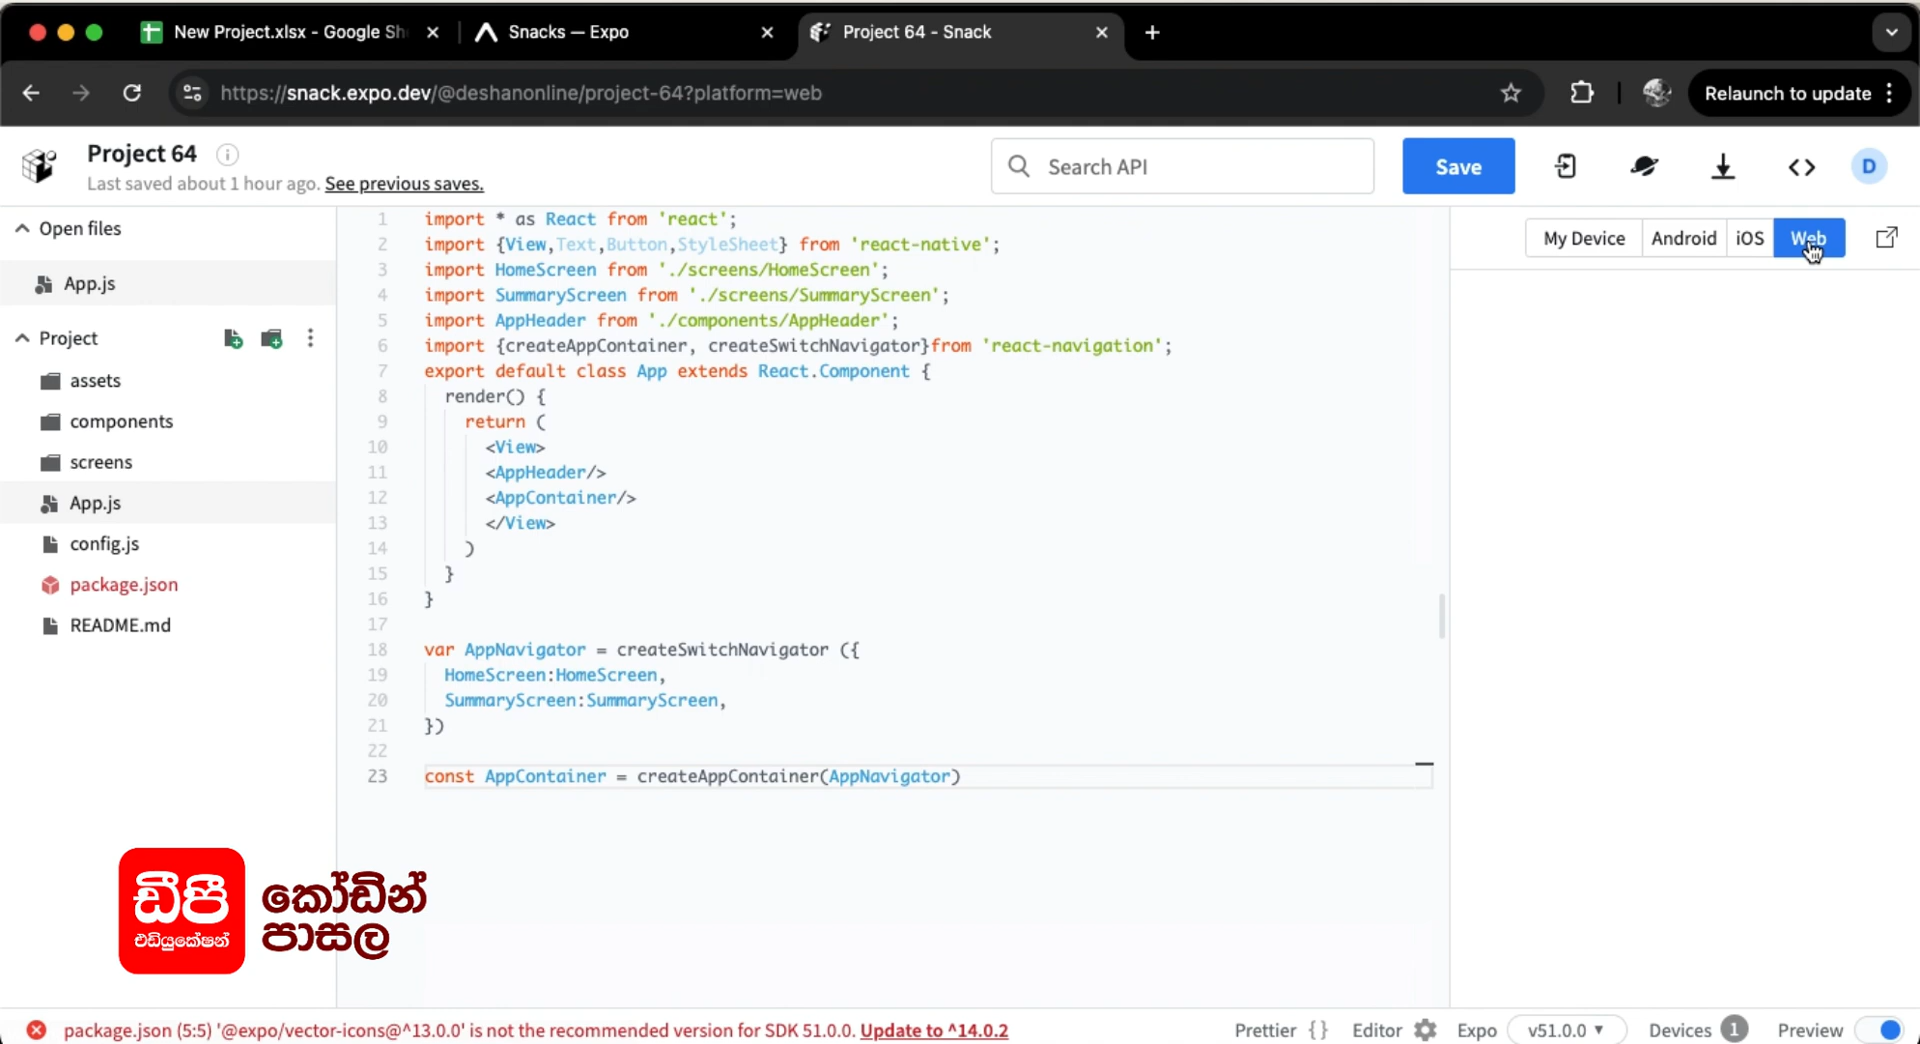 New Project.xlsx - Google Sh
Snacks — Expo
Project 64 - Snack
https://snack.expo.dev/@deshanonline/project-64?platform=web
Relaunch to update
Project 64
Last saved about 1 hour ago. See previous saves.
Search API
Save
D
Open files
App.js
Project
assets
components
screens
App.js
config.js
package.json
README.md
1 import * as React from 'react';
2 import {View,Text,Button,StyleSheet} from 'react-native';
3 import HomeScreen from './screens/HomeScreen';
4 import SummaryScreen from './screens/SummaryScreen';
5 import AppHeader from './components/AppHeader';
6 import {createAppContainer, createSwitchNavigator}from 'react-navigation';
7 export default class App extends React.Component {
8 render() {
9 return (
10 <View>
11 <AppHeader/>
12 <AppContainer/>
13 </View>
14 )
15 }
16 }
17
18 var AppNavigator = createSwitchNavigator ({
19 HomeScreen:HomeScreen,
20 SummaryScreen:SummaryScreen,
21 })
22
23 const AppContainer = createAppContainer(AppNavigator)
My Device Android iOS Web
ඩීපී
එඩියුකේෂන්
කෝඩින්
පාසල
package.json (5:5) '@expo/vector-icons@^13.0.0' is not the recommended version for SDK 51.0.0. Update to ^14.0.2
Prettier {} Editor Expo v51.0.0 Devices 1 Preview